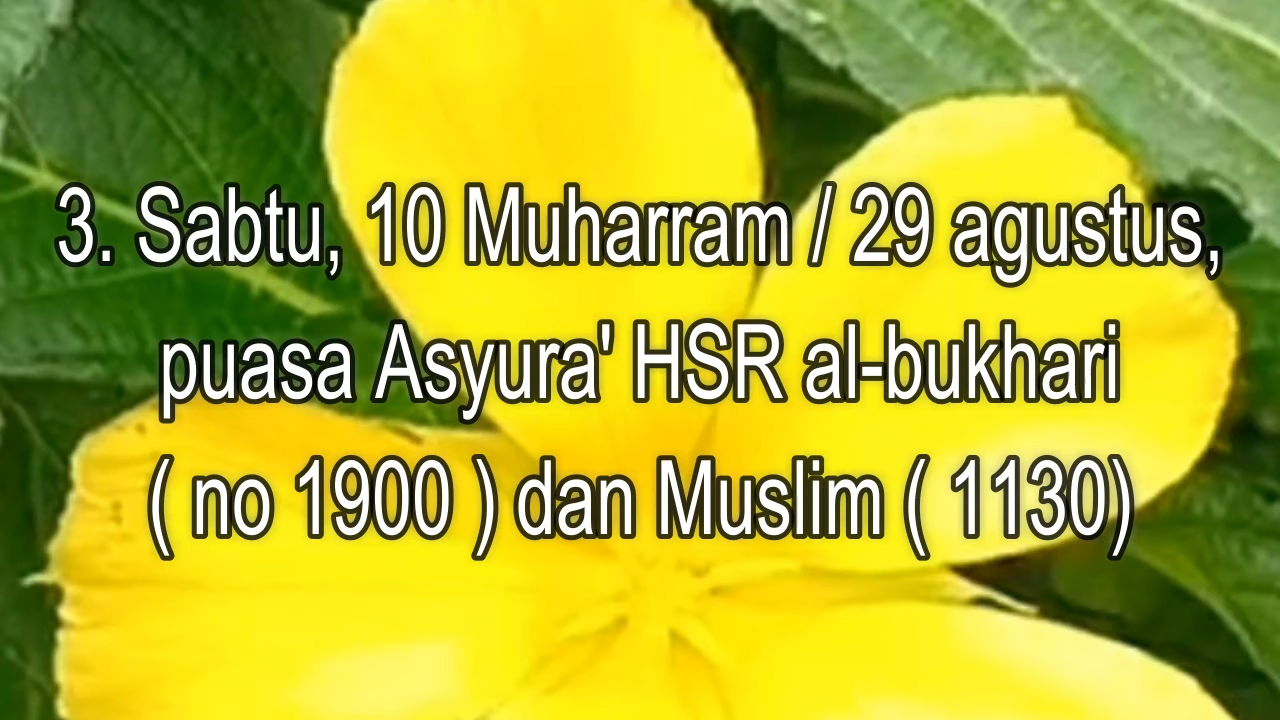 3. Sabtu, 10 Muharram / 29 agustus,
puasa Asyura' HSR al-bukhari
( no 1900 ) dan Muslim ( 1130)